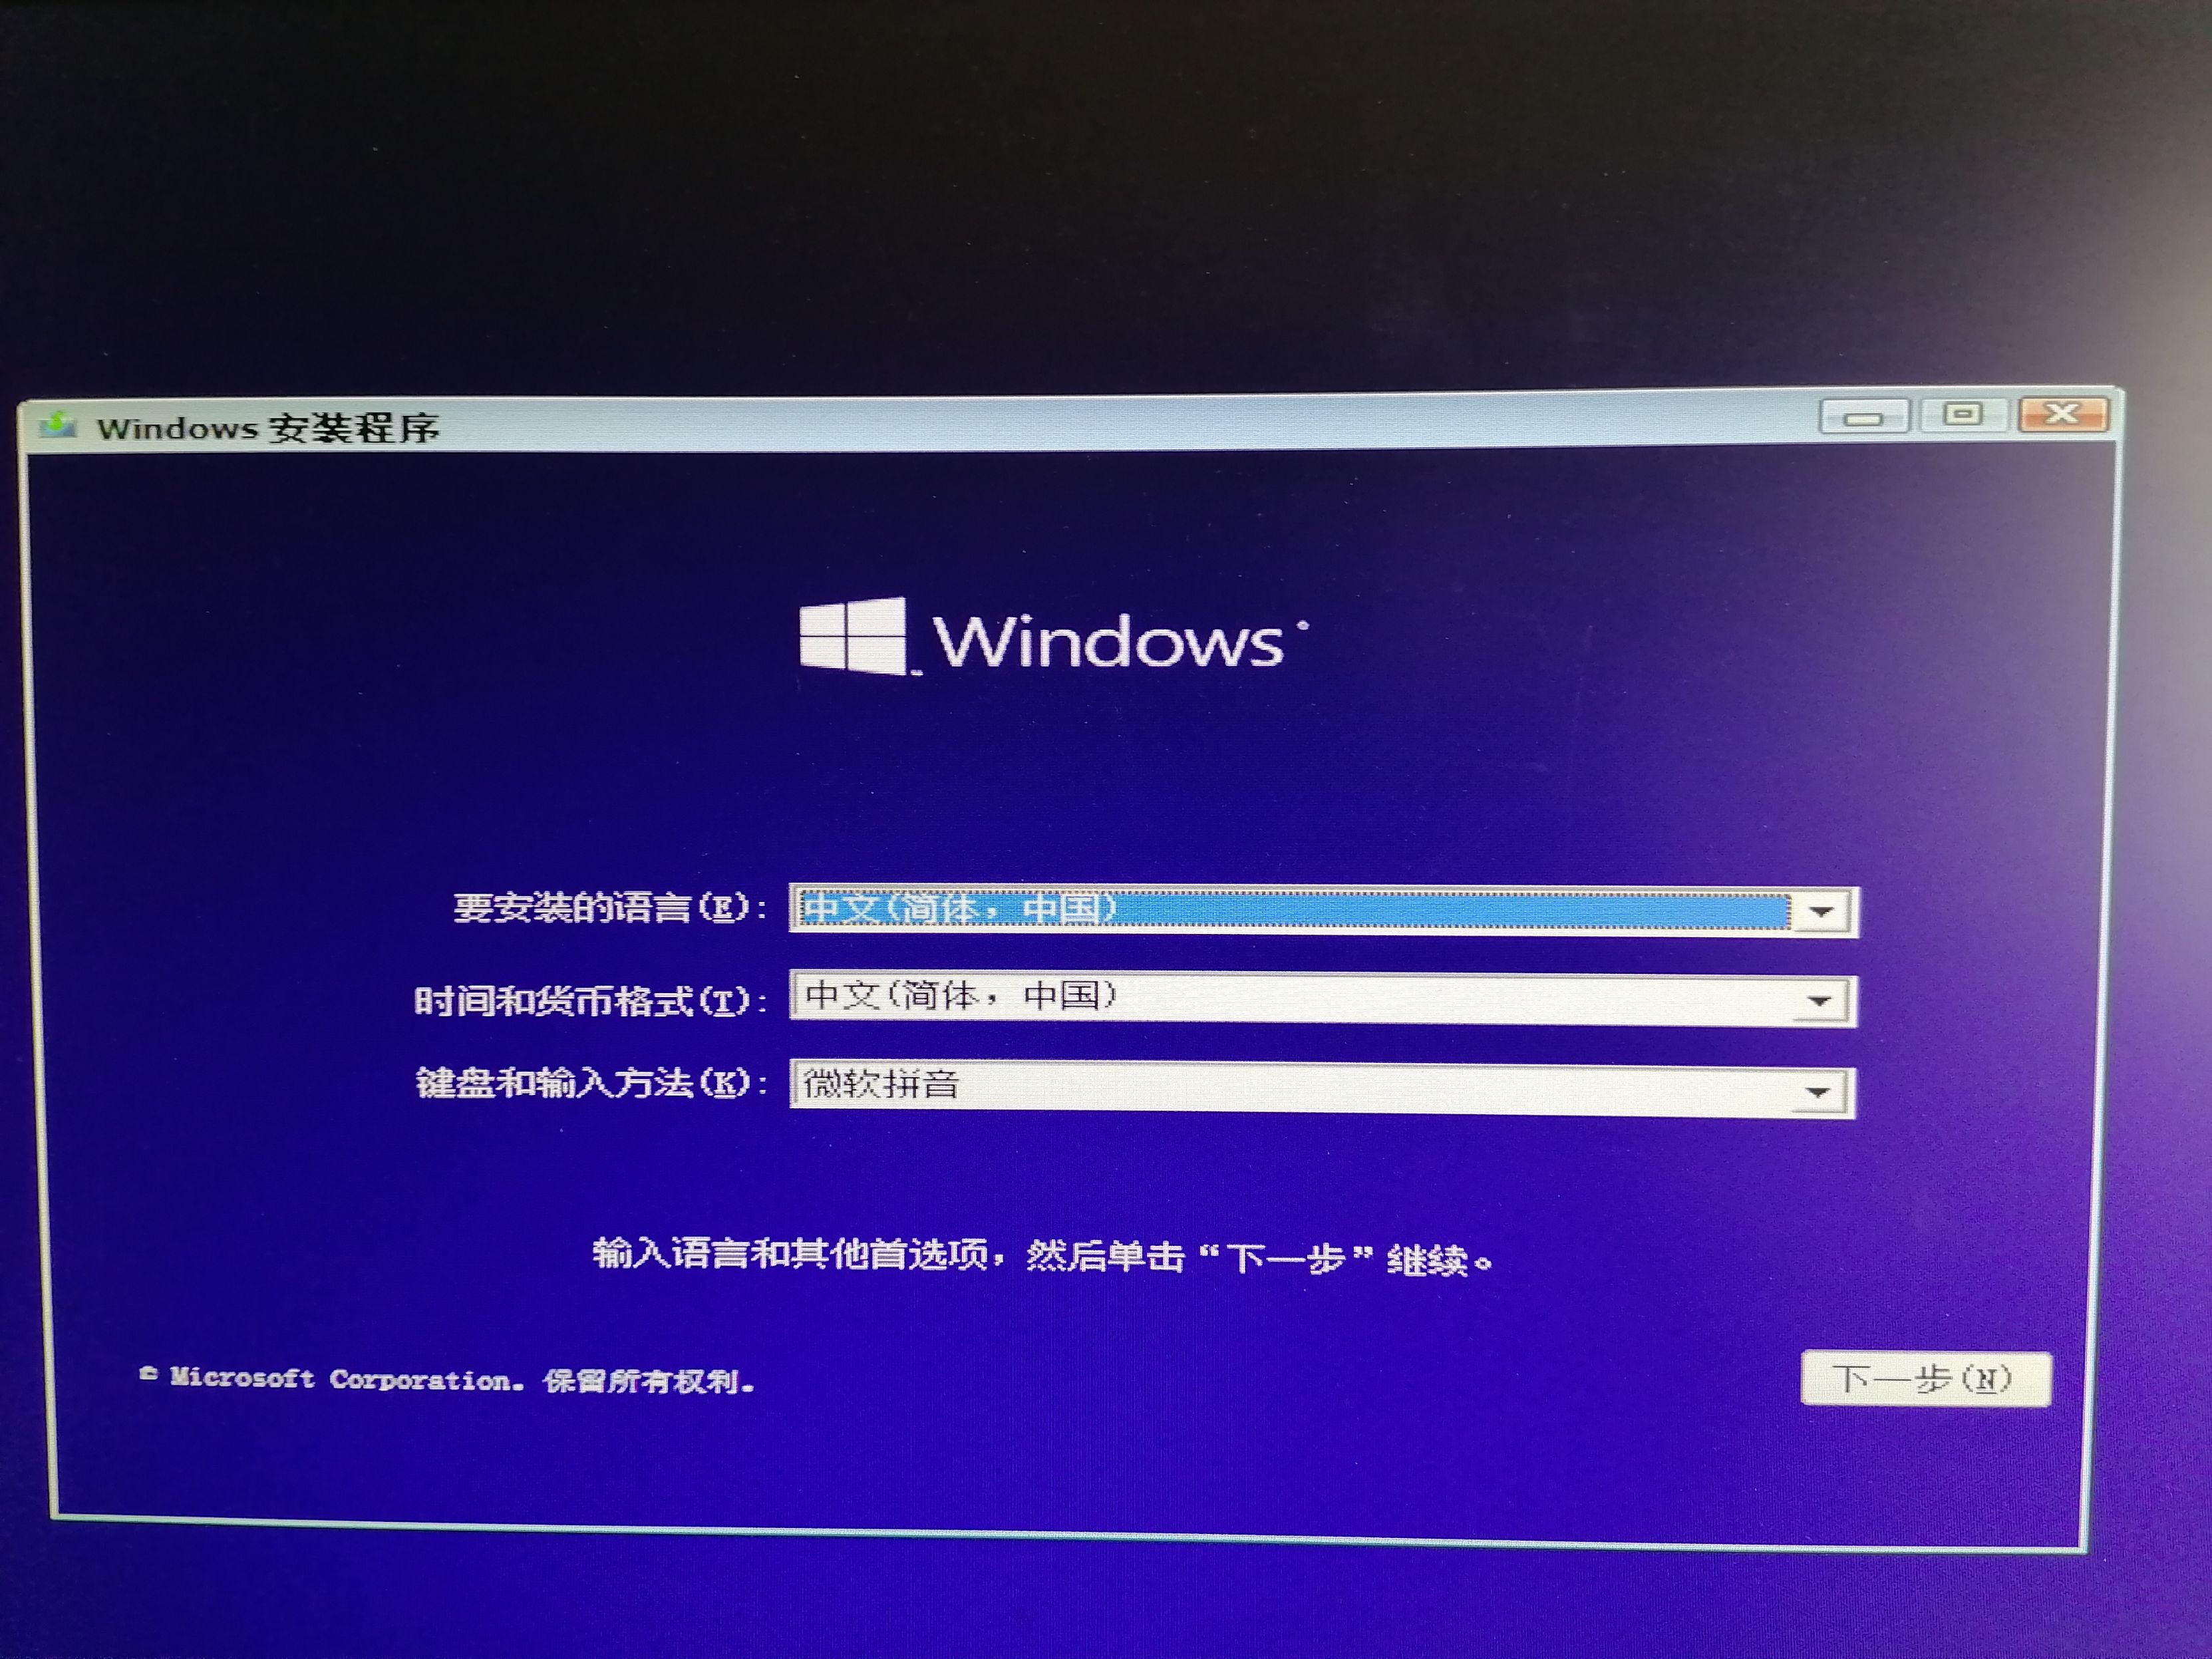 Windows 安装程序
Windows
要安装的语言(E): 中文(简体，中国)
时间和货币格式(T): 中文(简体，中国)
键盘和输入方法(K): 微软拼音
输入语言和其他首选项，然后单击“下一步”继续。
© Microsoft Corporation. 保留所有权利。
下一步(N)